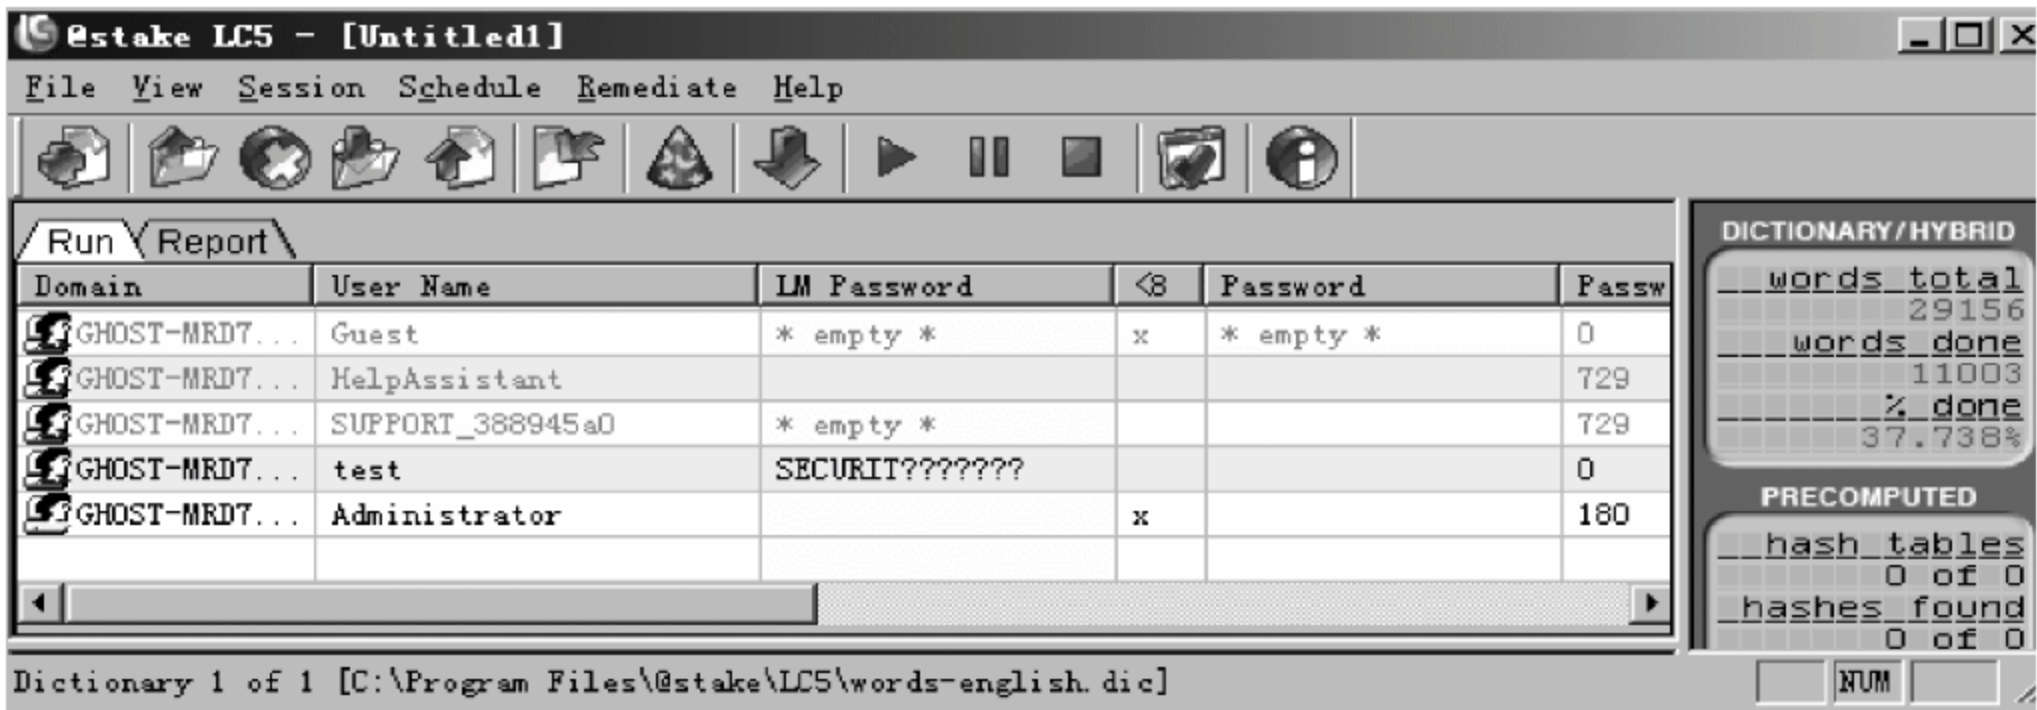 @stake LC5 - [Untitled1]
File View Session Schedule Remediate Help
Run Report
Domain User Name LM Password <8 Password Passw
GHOST-MRD7... Guest * empty * x * empty * 0
GHOST-MRD7... HelpAssistant 729
GHOST-MRD7... SUPPORT_388945a0 * empty * 729
GHOST-MRD7... test SECURIT??????? 0
GHOST-MRD7... Administrator x 180
DICTIONARY/HYBRID
words total
29156
words done
11003
% done
37.738%
PRECOMPUTED
hash tables
0 of 0
hashes found
0 of 0
Dictionary 1 of 1 [C:\Program Files\@stake\LC5\words-english.dic]
NUM